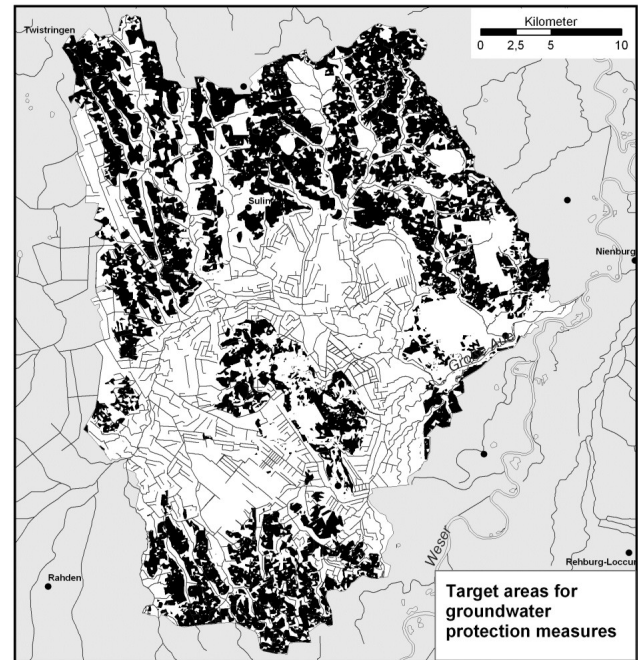 Twistringen
Kilometer
0 2,5 5 10
Nienburg
Weser
Rahden
Rehburg-Loccum
Target areas for
groundwater
protection measures